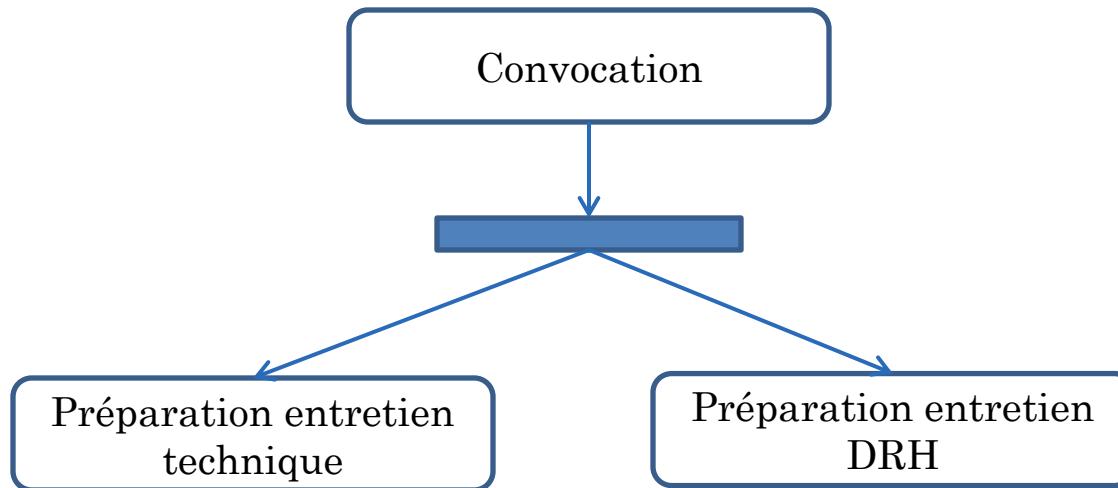 Convocation
Préparation entretien
technique
Préparation entretien
DRH